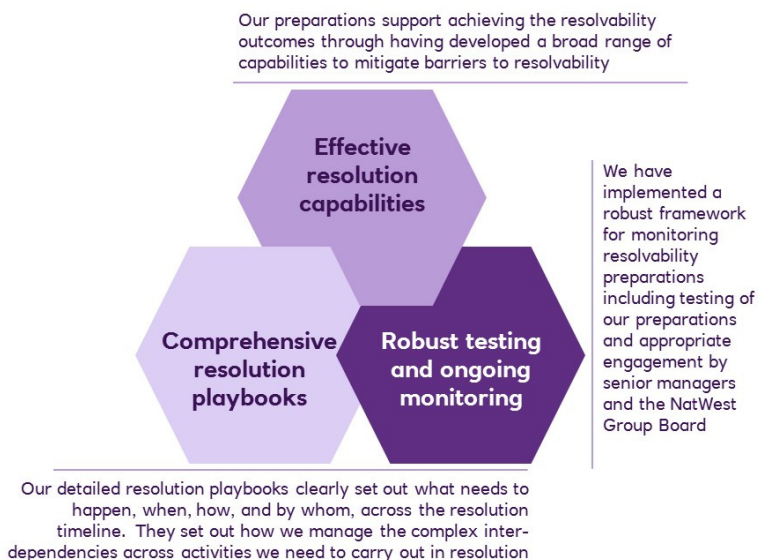 Our preparations support achieving the resolvability
outcomes through having developed a broad range of
capabilities to mitigate barriers to resolvability
Effective
resolution
capabilities
We have
implemented a
robust framework
for monitoring
resolvability
preparations
including testing of
our preparations
and appropriate
engagement by
senior managers
and the NatWest
Group Board
Comprehensive
resolution
playbooks
Robust testing
and ongoing
monitoring
Our detailed resolution playbooks clearly set out what needs to
happen, when, how, and by whom, across the resolution
timeline. They set out how we manage the complex inter-
dependencies across activities we need to carry out in resolution